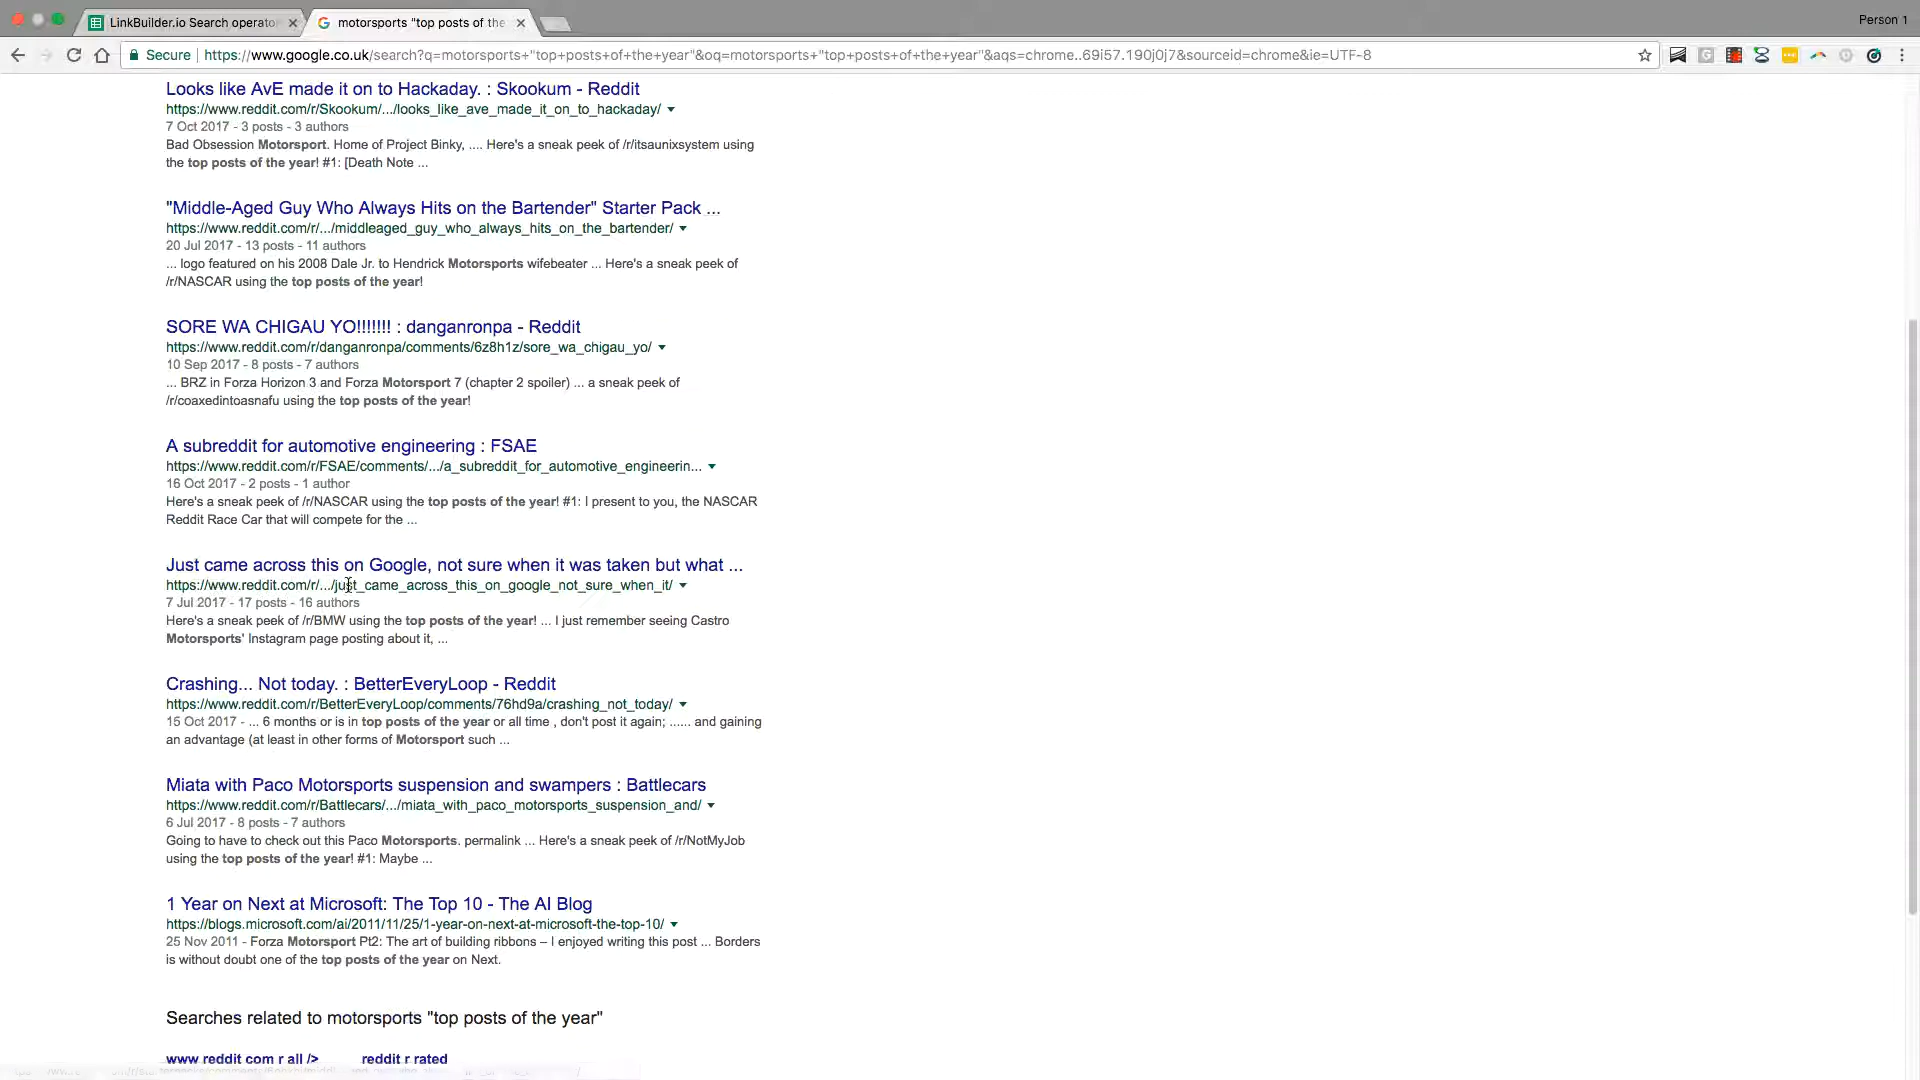 LinkBuilder.io Search operato
motorsports "top posts of the
Person 1
Secure
https://www.google.co.uk/search?q=motorsports+"top+posts+of+the+year"&oq=motorsports+"top+posts+of+the+year"&aqs=chrome..69i57.190j0j7&sourceid=chrome&ie=UTF-8
Looks like AvE made it on to Hackaday. : Skookum - Reddit
https://www.reddit.com/r/Skookum/.../looks_like_ave_made_it_on_to_hackaday/
7 Oct 2017 - 3 posts - 3 authors
Bad Obsession Motorsport. Home of Project Binky, .... Here's a sneak peek of /r/itsaunixsystem using
the top posts of the year! #1: [Death Note ...
"Middle-Aged Guy Who Always Hits on the Bartender" Starter Pack ...
https://www.reddit.com/r/.../middleaged_guy_who_always_hits_on_the_bartender/
20 Jul 2017 - 13 posts - 11 authors
... logo featured on his 2008 Dale Jr. to Hendrick Motorsports wifebeater ... Here's a sneak peek of
/r/NASCAR using the top posts of the year!
SORE WA CHIGAU YO!!!!!!! : danganronpa - Reddit
https://www.reddit.com/r/danganronpa/comments/6z8h1z/sore_wa_chigau_yo/
10 Sep 2017 - 8 posts - 7 authors
... BRZ in Forza Horizon 3 and Forza Motorsport 7 (chapter 2 spoiler) ... a sneak peek of
/r/coaxedintoasnafu using the top posts of the year!
A subreddit for automotive engineering : FSAE
https://www.reddit.com/r/FSAE/comments/.../a_subreddit_for_automotive_engineerin...
16 Oct 2017 - 2 posts - 1 author
Here's a sneak peek of /r/NASCAR using the top posts of the year! #1: I present to you, the NASCAR
Reddit Race Car that will compete for the ...
Just came across this on Google, not sure when it was taken but what ...
https://www.reddit.com/r/.../just_came_across_this_on_google_not_sure_when_it/
7 Jul 2017 - 17 posts - 16 authors
Here's a sneak peek of /r/BMW using the top posts of the year! ... I just remember seeing Castro
Motorsports' Instagram page posting about it, ...
Crashing... Not today. : BetterEveryLoop - Reddit
https://www.reddit.com/r/BetterEveryLoop/comments/76hd9a/crashing_not_today/
15 Oct 2017 - ... 6 months or is in top posts of the year or all time , don't post it again; ...... and gaining
an advantage (at least in other forms of Motorsport such ...
Miata with Paco Motorsports suspension and swampers : Battlecars
https://www.reddit.com/r/Battlecars/.../miata_with_paco_motorsports_suspension_and/
6 Jul 2017 - 8 posts - 7 authors
Going to have to check out this Paco Motorsports. permalink ... Here's a sneak peek of /r/NotMyJob
using the top posts of the year! #1: Maybe ...
1 Year on Next at Microsoft: The Top 10 - The AI Blog
https://blogs.microsoft.com/ai/2011/11/25/1-year-on-next-at-microsoft-the-top-10/
25 Nov 2011 - Forza Motorsport Pt2: The art of building ribbons – I enjoyed writing this post ... Borders
is without doubt one of the top posts of the year on Next.
Searches related to motorsports "top posts of the year"
www reddit com r all />
reddit r rated